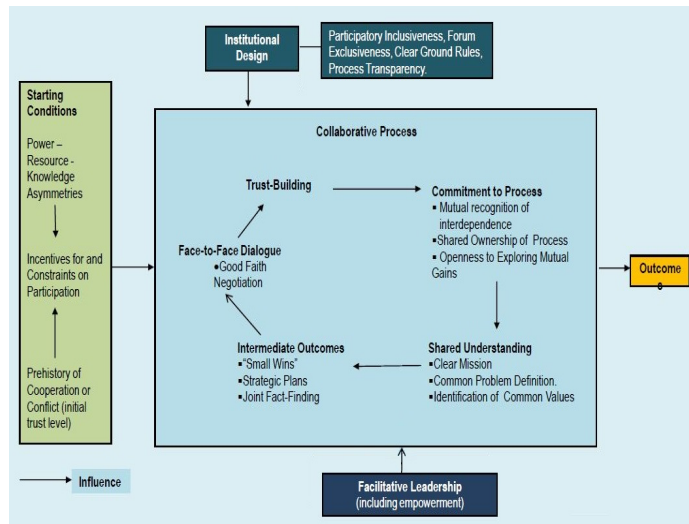 Institutional
Design
Participatory Inclusiveness, Forum
Exclusiveness, Clear Ground Rules,
Process Transparency.
Starting
Conditions
Power –
Resource -
Knowledge
Asymmetries
Incentives for and
Constraints on
Participation
Prehistory of
Cooperation or
Conflict (initial
trust level)
Collaborative Process
Trust-Building
Commitment to Process
▪ Mutual recognition of
interdependence
▪Shared Ownership of Process
▪ Openness to Exploring Mutual
Gains
Face-to-Face Dialogue
●Good Faith
Negotiation
Intermediate Outcomes
▪"Small Wins"
▪Strategic Plans
▪Joint Fact-Finding
Shared Understanding
▪Clear Mission
▪Common Problem Definition.
▪Identification of Common Values
Outcome
s
Influence
Facilitative Leadership
(including empowerment)